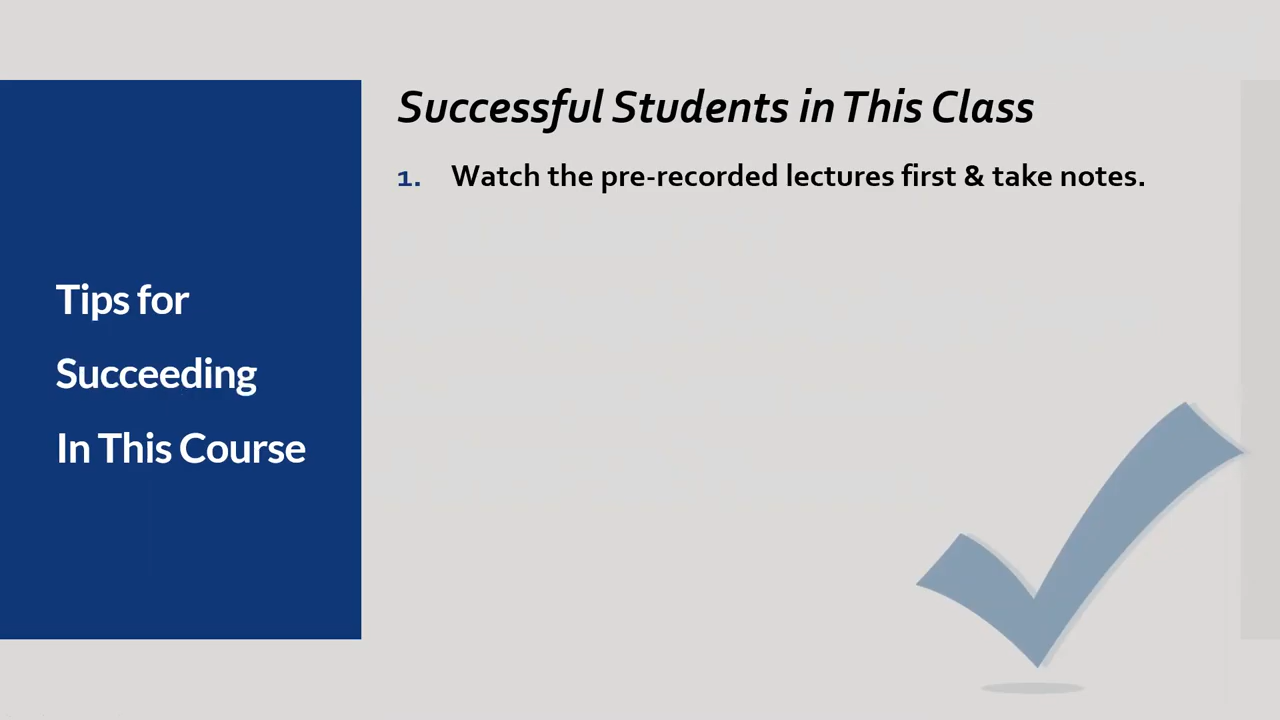 Successful Students in This Class
1. Watch the pre-recorded lectures first & take notes.
Tips for
Succeeding
In This Course